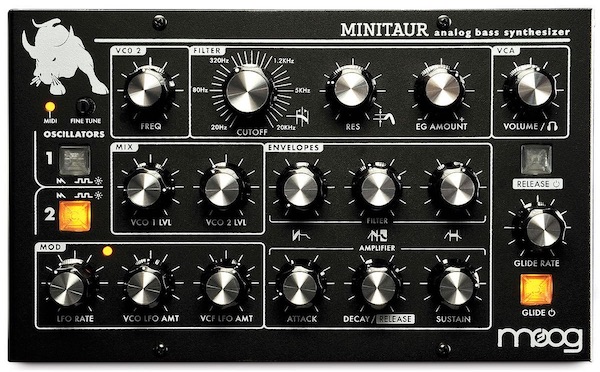 MINITAUR analog bass synthesizer
VCO 2
FILTER
VCA
320Hz
1.2KHz
80Hz
5KHz
20Hz
20KHz
MIDI
FINE TUNE
FREQ
CUTOFF
RES
EG AMOUNT
VOLUME /
OSCILLATORS
1
2
MIX
ENVELOPES
RELEASE
VCO 1 LVL
VCO 2 LVL
FILTER
MOD
AMPLIFIER
GLIDE RATE
LFO RATE
VCO LFO AMT
VCF LFO AMT
ATTACK
DECAY / RELEASE
SUSTAIN
GLIDE
moog